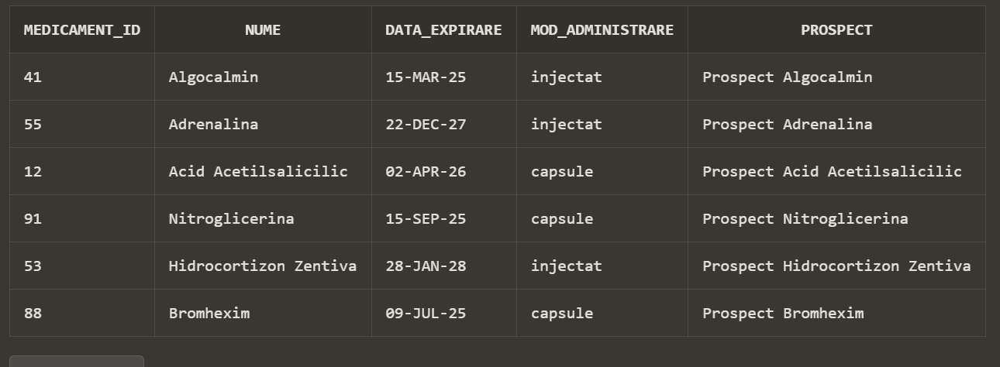 MEDICAMENT_ID NUME DATA_EXPIRARE MOD_ADMINISTRARE PROSPECT
41 Algocalmin 15-MAR-25 injectat Prospect Algocalmin
55 Adrenalina 22-DEC-27 injectat Prospect Adrenalina
12 Acid Acetilsalicilic 02-APR-26 capsule Prospect Acid Acetilsalicilic
91 Nitroglicerina 15-SEP-25 capsule Prospect Nitroglicerina
53 Hidrocortizon Zentiva 28-JAN-28 injectat Prospect Hidrocortizon Zentiva
88 Bromhexim 09-JUL-25 capsule Prospect Bromhexim